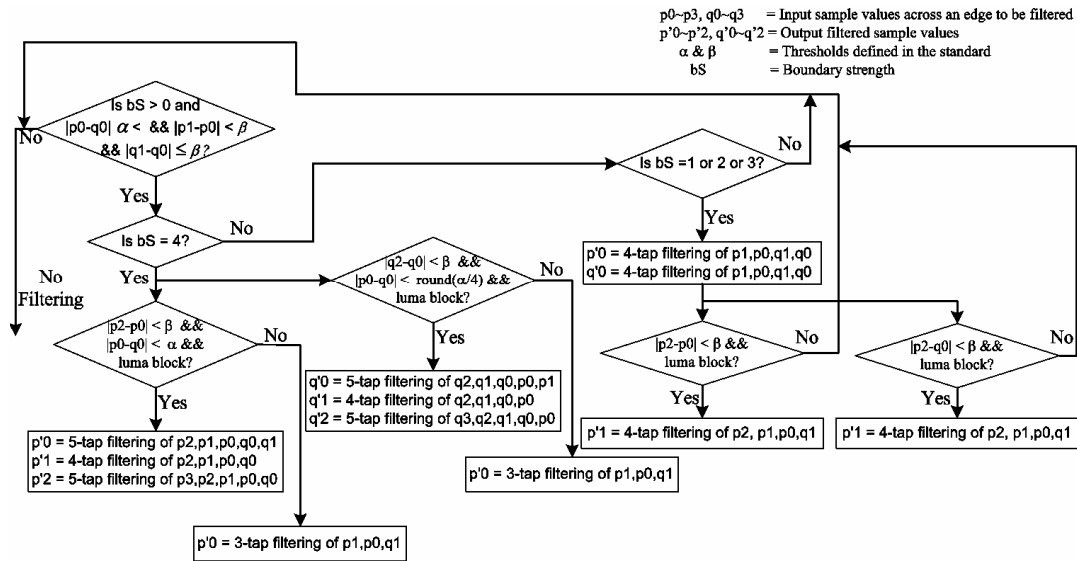 p0~p3, q0~q3 = Input sample values across an edge to be filtered
p'0~p'2, q'0~q'2 = Output filtered sample values
α & β = Thresholds defined in the standard
bS = Boundary strength
Is bS > 0 and
|p0-q0| α < && |p1-p0| < β
&& |q1-q0| ≤ β?
No
Yes
Is bS =1 or 2 or 3?
No
Yes
Is bS = 4?
No
Yes
No
Filtering
p'0 = 4-tap filtering of p1,p0,q1,q0
q'0 = 4-tap filtering of p1,p0,q1,q0
|q2-q0| < β &&
|p0-q0| < round(α/4) &&
luma block?
No
Yes
|p2-p0| < β &&
|p0-q0| < α &&
luma block?
No
Yes
|p2-p0| < β &&
luma block?
No
Yes
|p2-q0| < β &&
luma block?
No
Yes
q'0 = 5-tap filtering of q2,q1,q0,p0,p1
q'1 = 4-tap filtering of q2,q1,q0,p0
q'2 = 5-tap filtering of q3,q2,q1,q0,p0
p'1 = 4-tap filtering of p2, p1,p0,q1
p'1 = 4-tap filtering of p2, p1,p0,q1
p'0 = 5-tap filtering of p2,p1,p0,q0,q1
p'1 = 4-tap filtering of p2,p1,p0,q0
p'2 = 5-tap filtering of p3,p2,p1,p0,q0
p'0 = 3-tap filtering of p1,p0,q1
p'0 = 3-tap filtering of p1,p0,q1